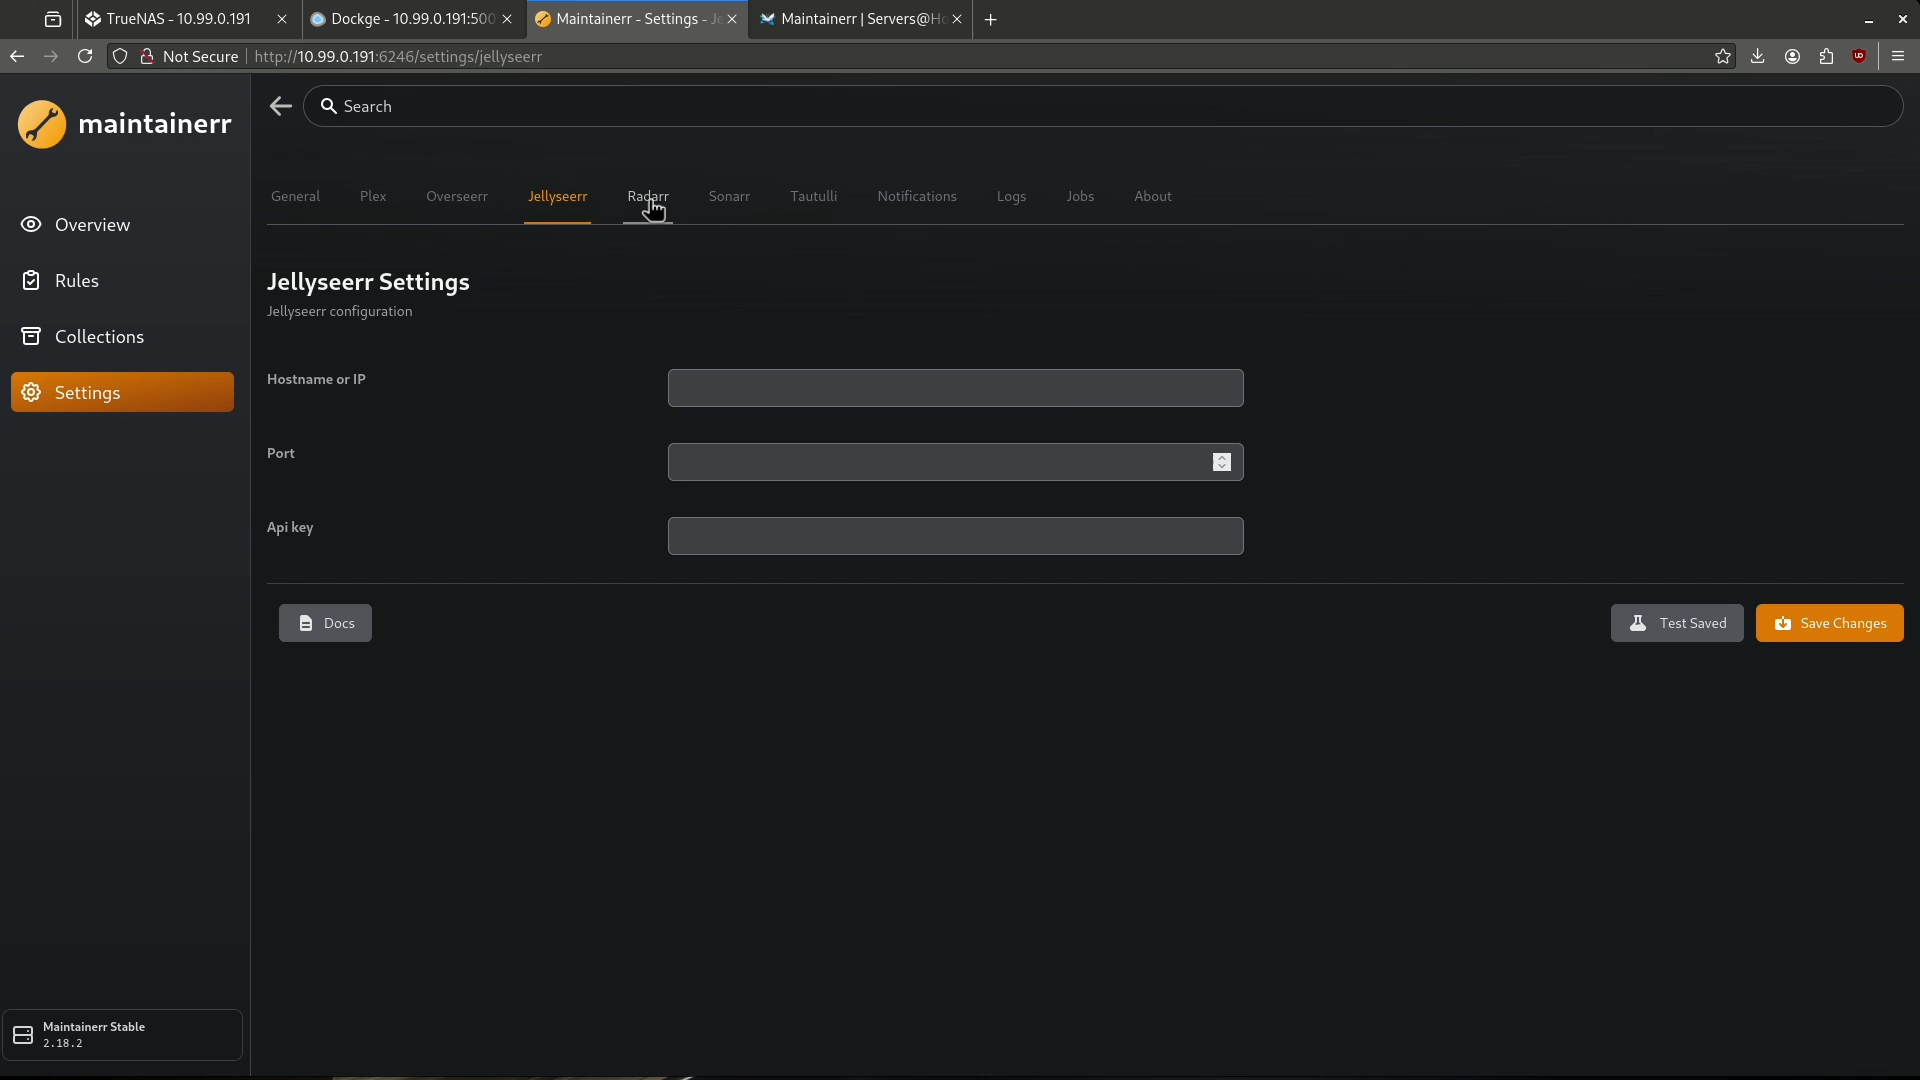 TrueNAS - 10.99.0.191
Dockge - 10.99.0.191:500
Maintainerr - Settings - Je
Maintainerr | Servers@Ho
Not Secure
http://10.99.0.191:6246/settings/jellyseerr
maintainerr
Search
General
Plex
Overseerr
Jellyseerr
Radarr
Sonarr
Tautulli
Notifications
Logs
Jobs
About
Overview
Rules
Collections
Settings
Jellyseerr Settings
Jellyseerr configuration
Hostname or IP
Port
Api key
Docs
Test Saved
Save Changes
Maintainerr Stable
2.18.2